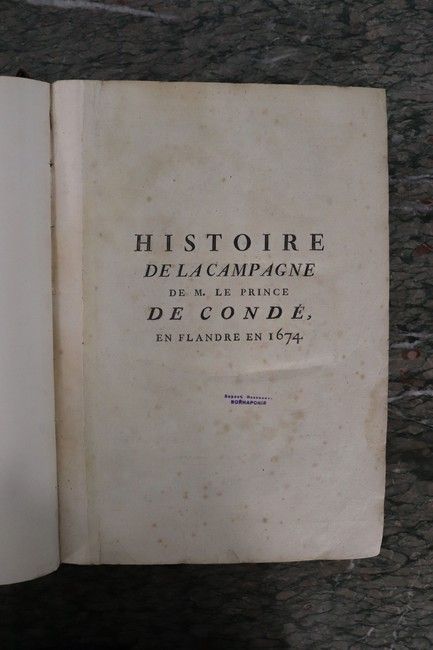 HISTOIRE
DE LA CAMPAGNE
DE M. LE PRINCE
DE CONDÉ,
EN FLANDRE EN 1674.